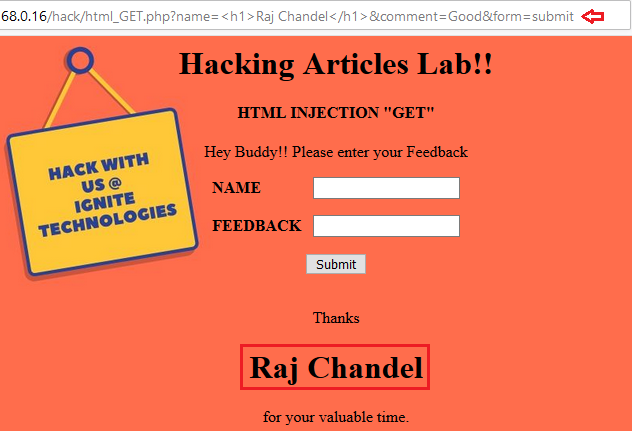 68.0.16/hack/html_GET.php?name=<h1>Raj Chandel</h1>&comment=Good&form=submit
Hacking Articles Lab!!
HTML INJECTION "GET"
HACK WITH
US @
IGNITE
TECHNOLOGIES
Hey Buddy!! Please enter your Feedback
NAME
FEEDBACK
Submit
Thanks
Raj Chandel
for your valuable time.